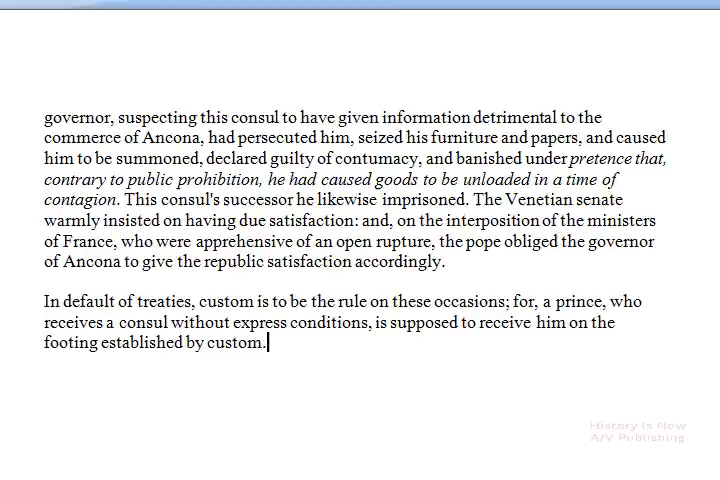 governor, suspecting this consul to have given information detrimental to the
commerce of Ancona, had persecuted him, seized his furniture and papers, and caused
him to be summoned, declared guilty of contumacy, and banished under pretence that,
contrary to public prohibition, he had caused goods to be unloaded in a time of
contagion. This consul's successor he likewise imprisoned. The Venetian senate
warmly insisted on having due satisfaction: and, on the interposition of the ministers
of France, who were apprehensive of an open rupture, the pope obliged the governor
of Ancona to give the republic satisfaction accordingly.
In default of treaties, custom is to be the rule on these occasions; for, a prince, who
receives a consul without express conditions, is supposed to receive him on the
footing established by custom.
History Is Now
A/V Publishing